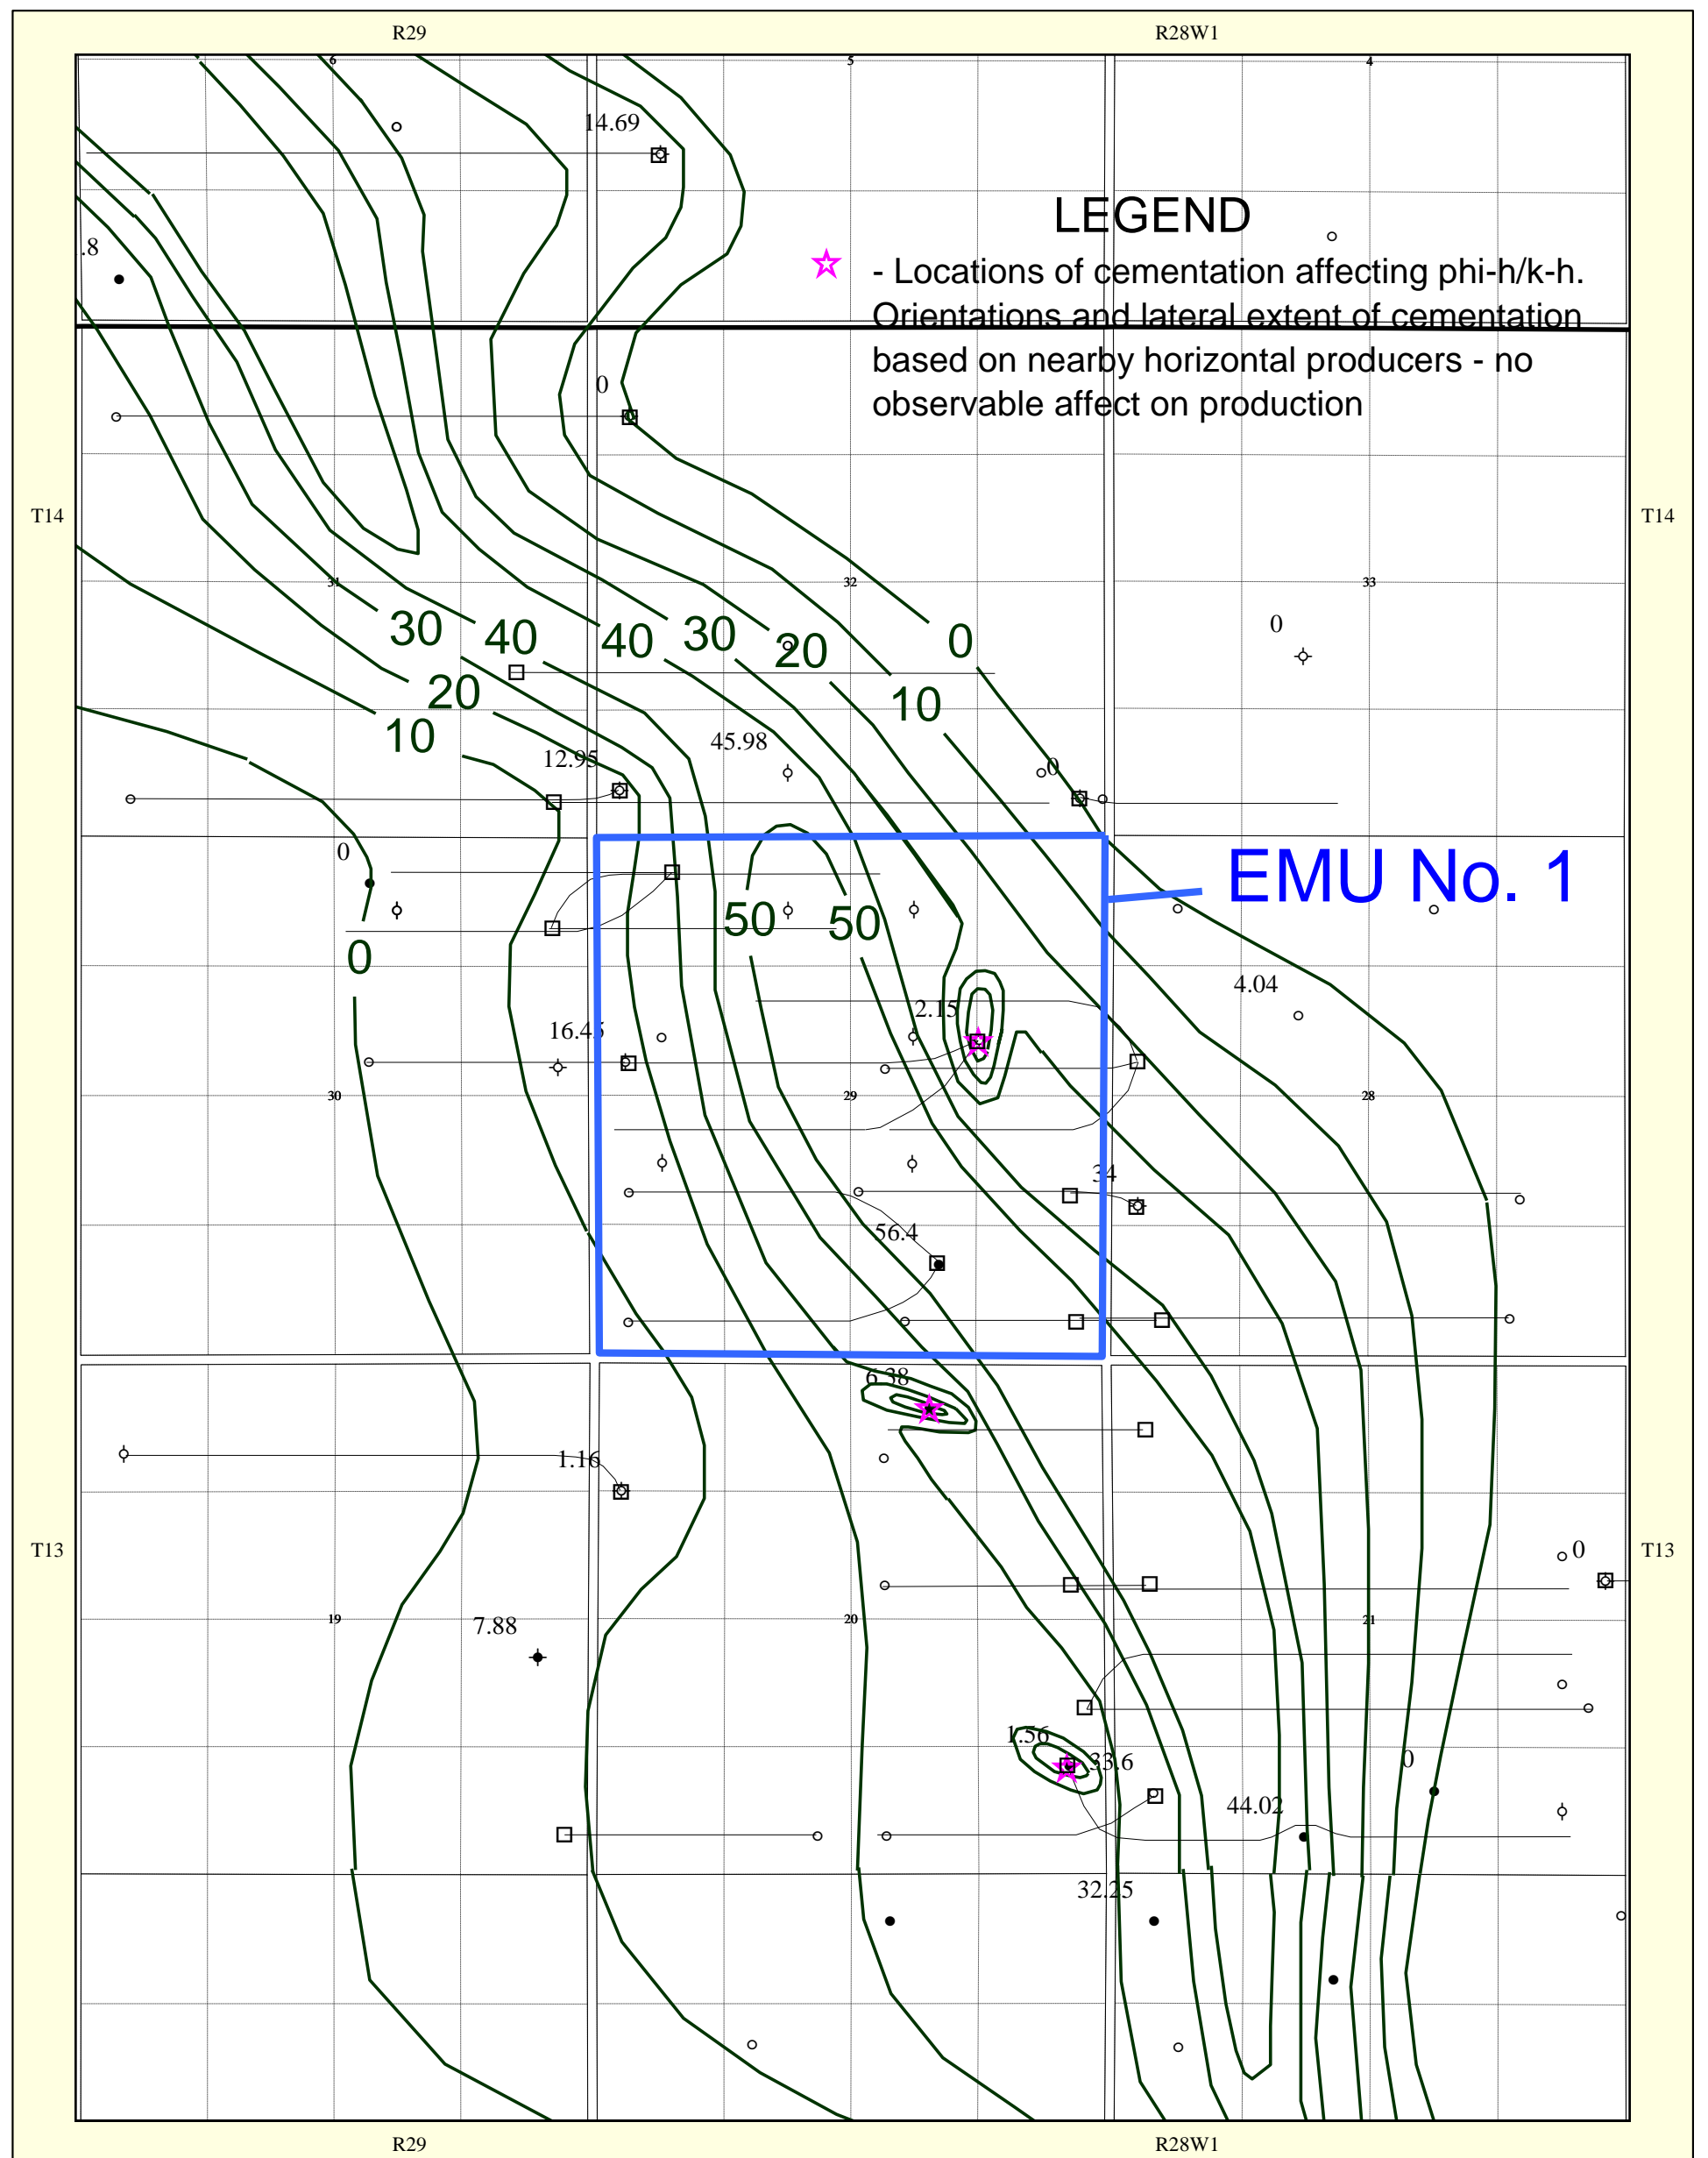 R29 R28W1
6 5 4
14.69
LEGEND
.8
- Locations of cementation affecting phi-h/k-h.
Orientations and lateral extent of cementation
based on nearby horizontal producers - no
observable affect on production
0
T14 T14
31 32 33
30 40 40 30 20 0
0
20
10
10
12.95 45.98 0
0
EMU No. 1
50 50
0
4.04
2.15
16.45
30 29 28
34
56.4
6.38
1.16
T13 0 T13
19 20 21
7.88
1.56
33.6
0
44.02
32.25
R29 R28W1